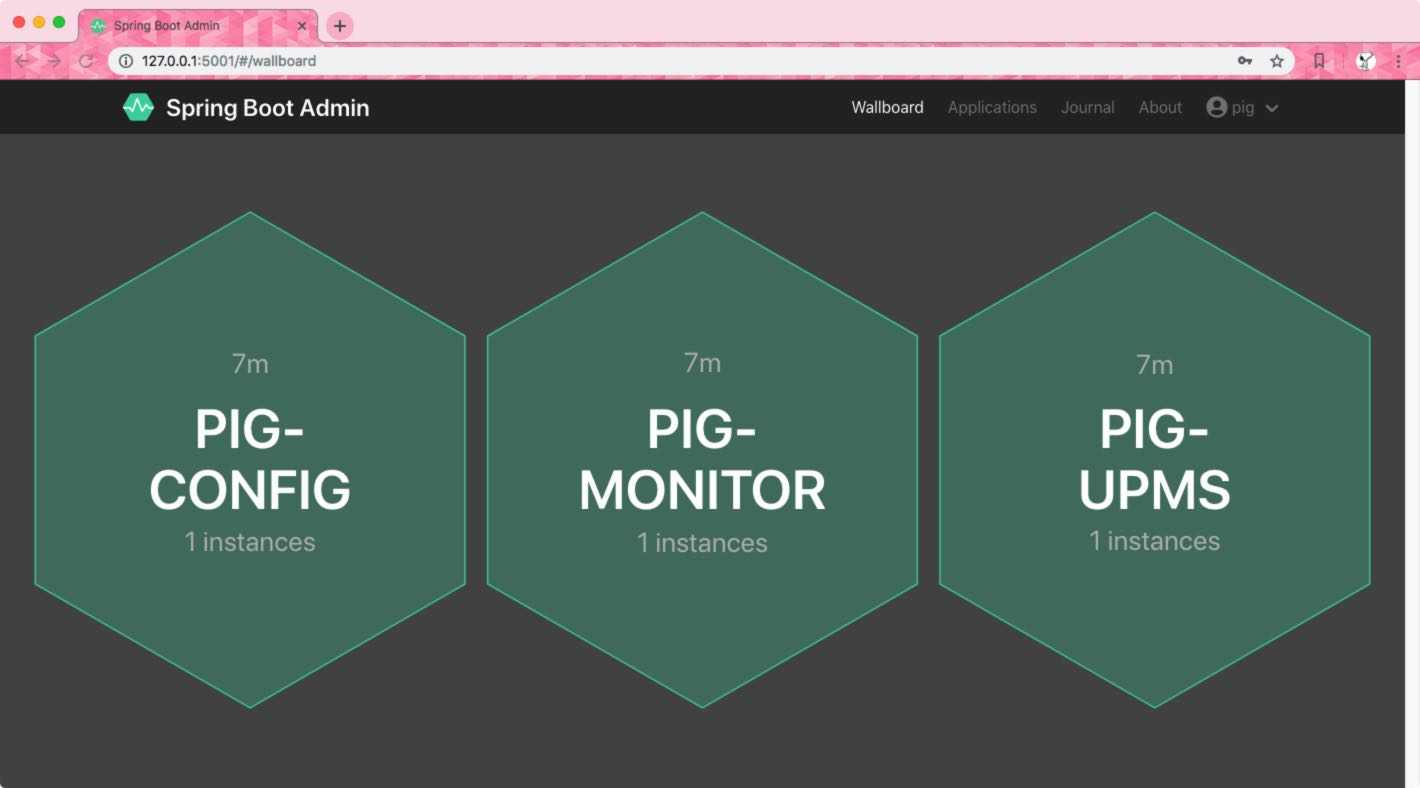 Spring Boot Admin
127.0.0.1:5001/#/wallboard
Spring Boot Admin
Wallboard Applications Journal About pig
7m
PIG-
CONFIG
1 instances
7m
PIG-
MONITOR
1 instances
7m
PIG-
UPMS
1 instances